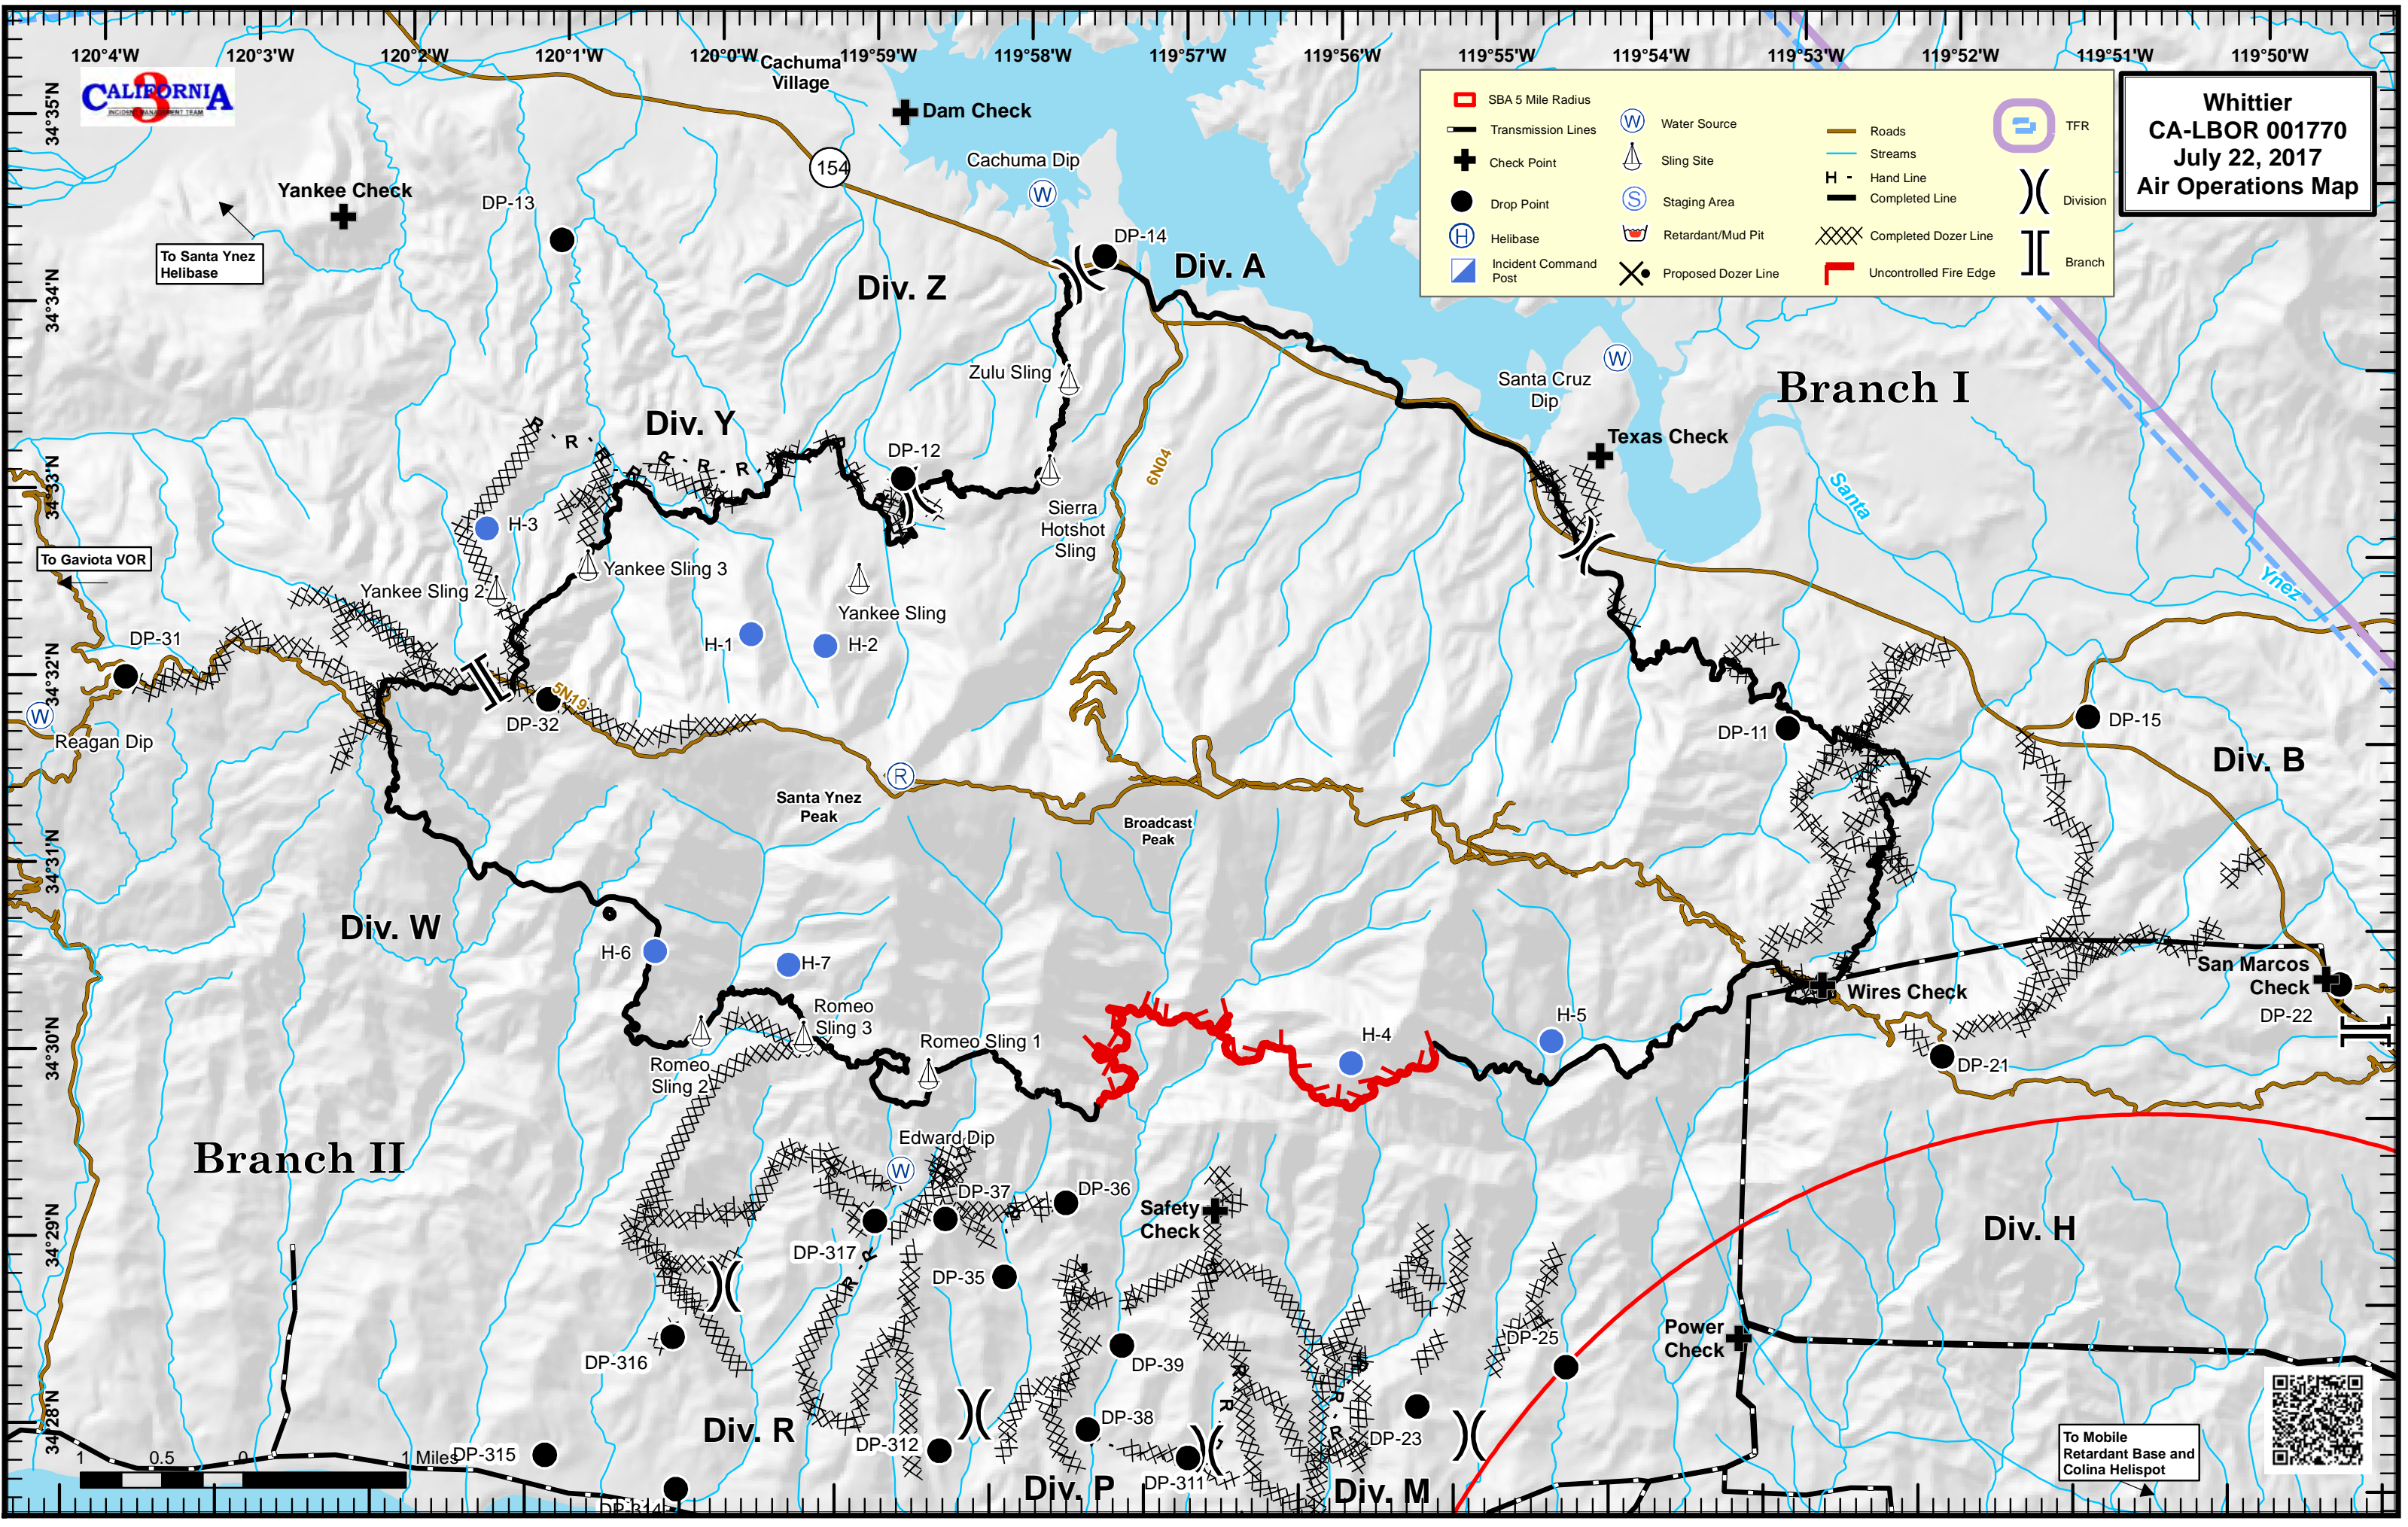 120°4'W
120°3'W
120°2'W
120°1'W
120°0'W
119°59'W
119°58'W
119°57'W
119°56'W
119°55'W
119°54'W
119°53'W
119°52'W
119°51'W
119°50'W
34°35'N
34°34'N
34°33'N
34°32'N
34°31'N
34°30'N
34°29'N
34°28'N
CALIFORNIA
3
INCIDENT MANAGEMENT TEAM
Whittier
CA-LBOR 001770
July 22, 2017
Air Operations Map
SBA 5 Mile Radius
Transmission Lines
Check Point
Drop Point
H
Helibase
Incident Command
Post
W
Water Source
Sling Site
S
Staging Area
Retardant/Mud Pit
Proposed Dozer Line
Roads
Streams
H -
Hand Line
Completed Line
Completed Dozer Line
Uncontrolled Fire Edge
TFR
Division
Branch
Cachuma
Village
Dam Check
Cachuma Dip
W
154
Yankee Check
To Santa Ynez
Helibase
DP-13
DP-14
Div. A
Div. Z
Zulu Sling
Santa Cruz
Dip
W
Branch I
Texas Check
Div. Y
R - R - R
R - R - R - R
DP-12
6N04
Sierra
Hotshot
Sling
Santa
Ynez
H-3
To Gaviota VOR
Yankee Sling 2
Yankee Sling 3
Yankee Sling
H-1
H-2
DP-31
W
Reagan Dip
5N19
DP-32
R
Santa Ynez
Peak
Broadcast
Peak
DP-11
DP-15
Div. B
Div. W
H-6
H-7
Romeo
Sling 3
Romeo
Sling 2
Romeo Sling 1
H-4
H-5
Wires Check
San Marcos
Check
DP-22
DP-21
Branch II
Edward Dip
W
DP-37
DP-36
Safety
Check
DP-317
R - R
DP-35
Div. H
DP-316
DP-39
DP-25
Power
Check
Div. R
DP-312
DP-38
R
R
R
R
R
DP-23
DP-311
Div. P
Div. M
DP-315
DP-314
1
0.5
0
1 Miles
To Mobile
Retardant Base and
Colina Helispot